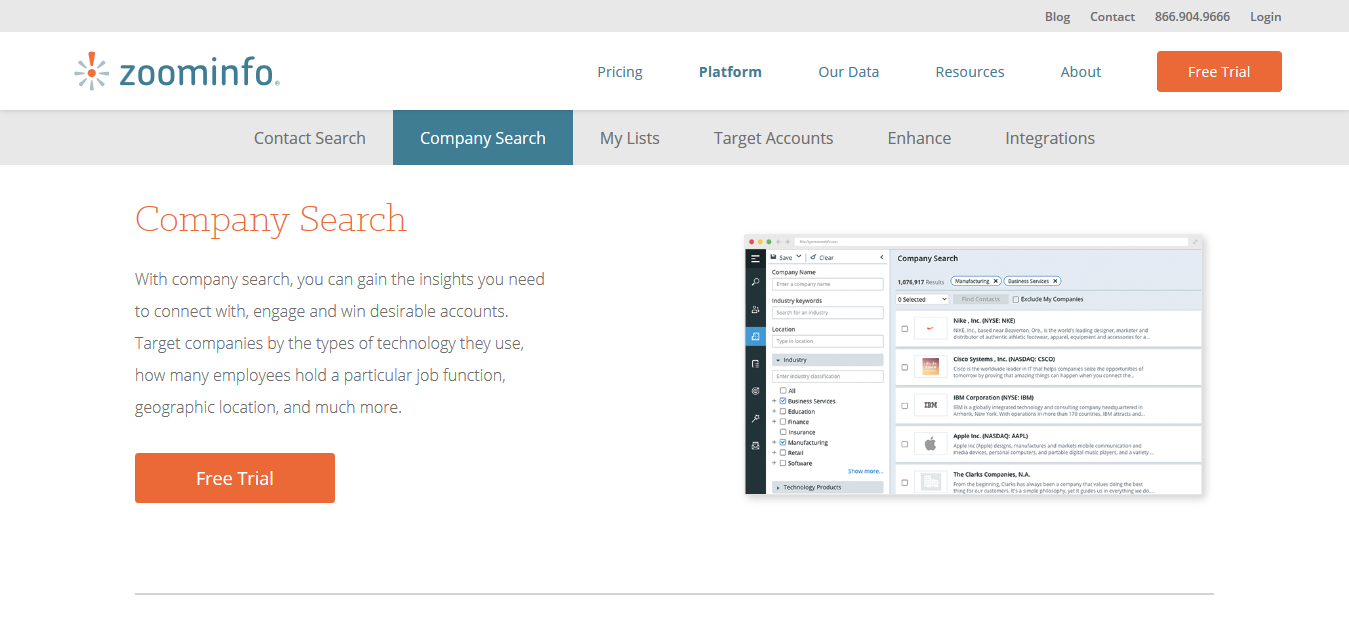 Blog Contact 866.904.9666 Login
zoominfo
Pricing Platform Our Data Resources About Free Trial
Contact Search Company Search My Lists Target Accounts Enhance Integrations
Company Search
With company search, you can gain the insights you need
to connect with, engage and win desirable accounts.
Target companies by the types of technology they use,
how many employees hold a particular job function,
geographic location, and much more.
Free Trial
Save Clear
Company Name
Enter a company name
Industry keywords
Search for an industry
Location
Type in location
Industry
Enter industry classification
All
Business Services
Education
Finance
Insurance
Manufacturing
Retail
Software
Show more...
Technology Products
Company Search
1,076,917 Results Manufacturing X Business Services X
0 Selected Find Contacts Exclude My Companies
Nike , Inc. (NYSE: NKE)
NIKE, Inc., based near Beaverton, Ore., is the world's leading designer, marketer and
distributor of authentic athletic footwear, apparel, equipment and accessories for a...
Cisco Systems , Inc. (NASDAQ: CSCO)
Cisco is the worldwide leader in IT that helps companies seize the opportunities of
tomorrow by proving that amazing things can happen when you connect the...
IBM
IBM Corporation (NYSE: IBM)
IBM is a globally integrated technology and consulting company headquartered in
Armonk, New York. With operations in more than 170 countries, IBM attracts and...
Apple Inc. (NASDAQ: AAPL)
Apple Inc (Apple) designs, manufactures and markets mobile communication and
media devices, personal computers, and portable digital music players, and a variety ...
The Clarks Companies, N.A.
From the beginning, Clarks has always been a company that values doing the best
thing for our customers. It's a simple philosophy, yet it guides us in everything we do...